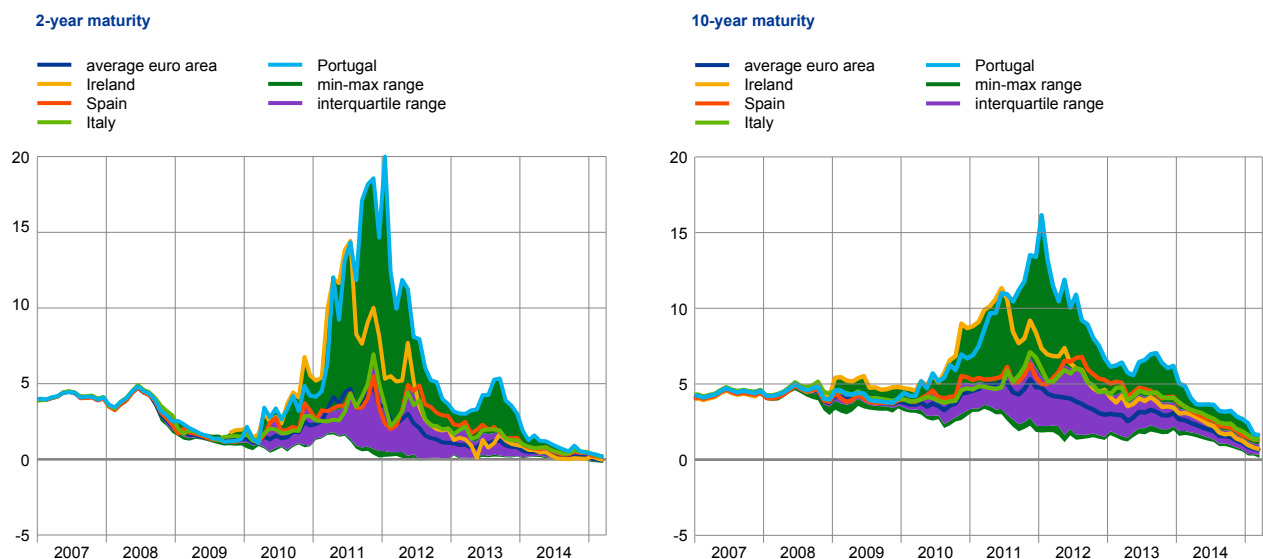 2-year maturity
average euro area
Ireland
Spain
Italy
Portugal
min-max range
interquartile range
20
15
10
5
0
-5
2007 2008 2009 2010 2011 2012 2013 2014
10-year maturity
average euro area
Ireland
Spain
Italy
Portugal
min-max range
interquartile range
20
15
10
5
0
-5
2007 2008 2009 2010 2011 2012 2013 2014